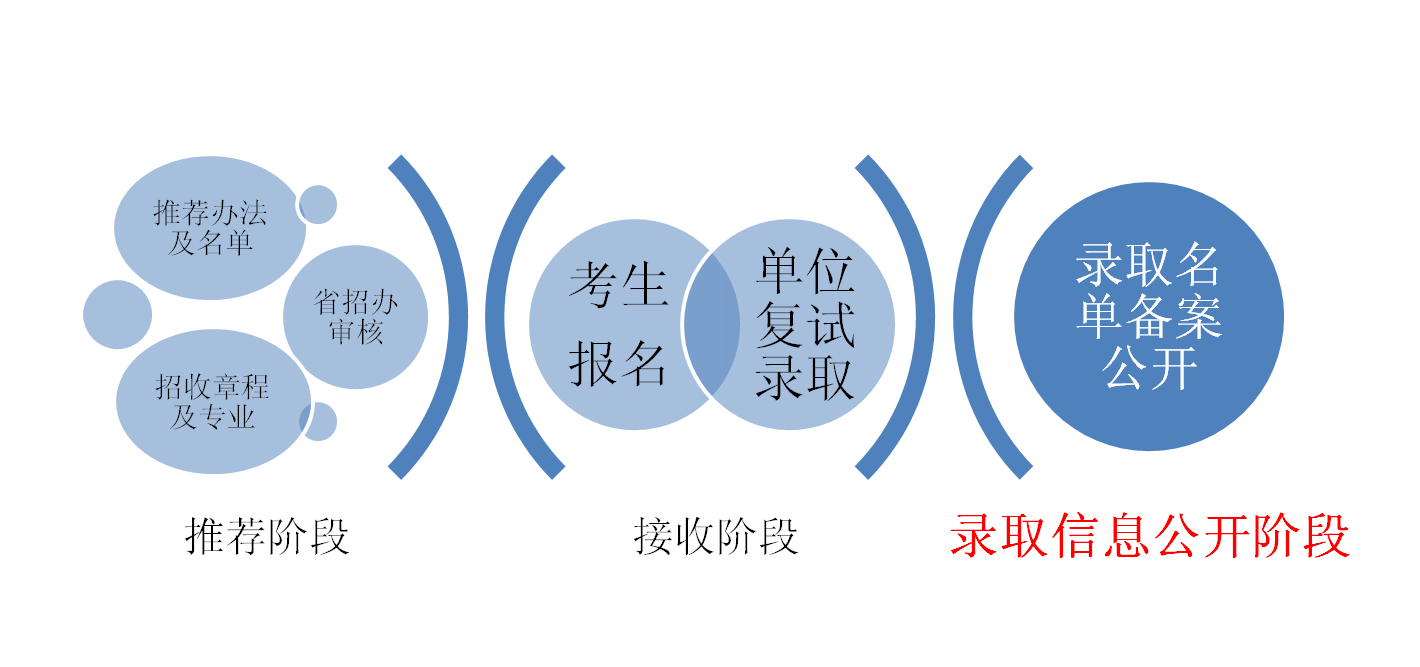 推荐办法
及名单
省招办
审核
招收章程
及专业
推荐阶段
考生
报名
单位
复试
录取
接收阶段
录取名
单备案
公开
录取信息公开阶段